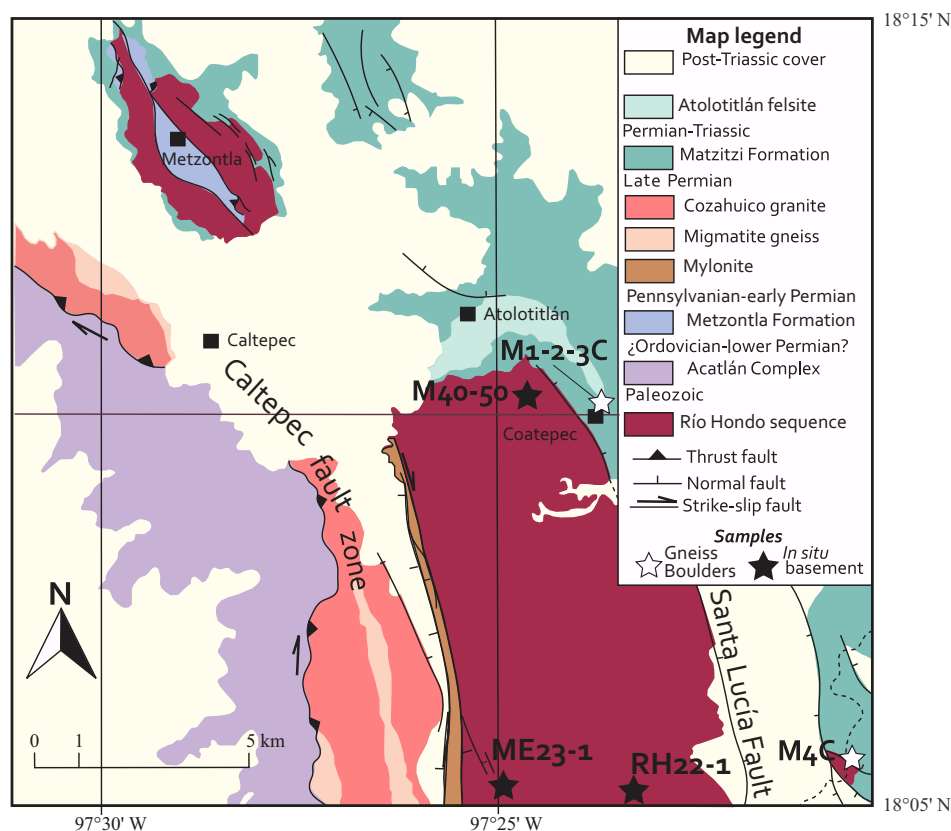 18°15' N
Map legend
Post-Triassic cover
Atolotitlán felsite
Permian-Triassic
Matzitzi Formation
Late Permian
Cozahuico granite
Migmatite gneiss
Mylonite
Pennsylvanian-early Permian
Metzontla Formation
¿Ordovician-lower Permian?
Acatlán Complex
Paleozoic
Río Hondo sequence
Thrust fault
Normal fault
Strike-slip fault
Samples
Gneiss
Boulders
In situ
basement
Metzontla
Atolotitlán
Caltepec
M1-2-3C
M40-50
Coatepec
Caltepec fault zone
N
0 1 5 km
Santa Lucía Fault
ME23-1
RH22-1
M4C
18°05' N
97°30' W
97°25' W